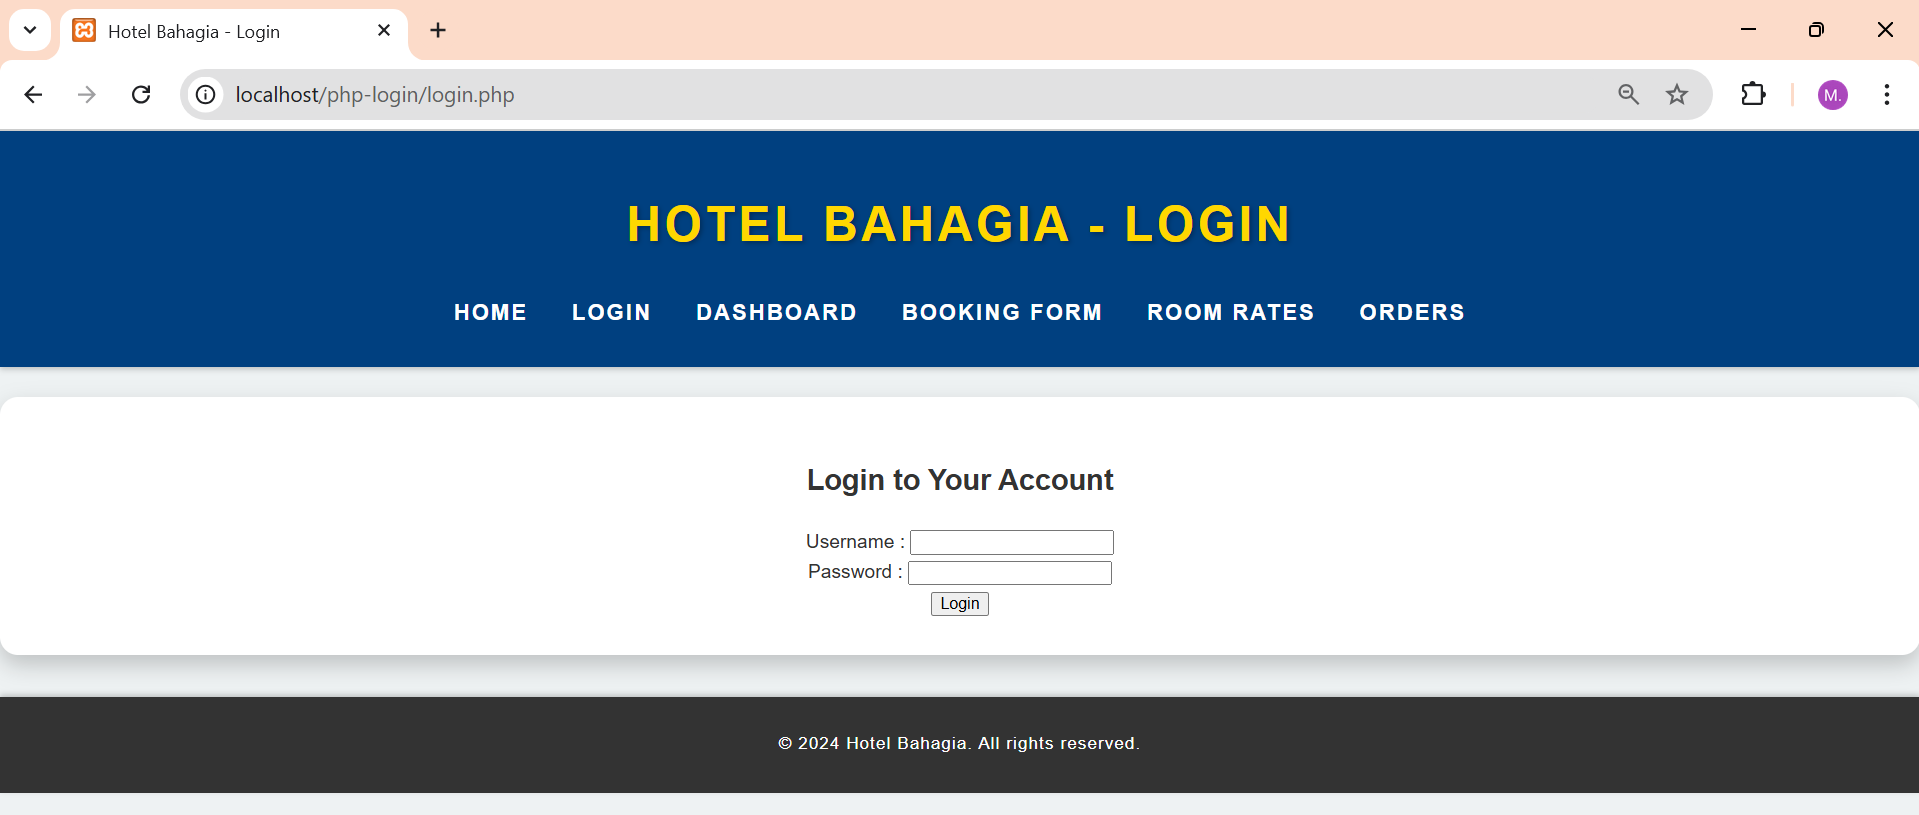 Hotel Bahagia - Login
localhost/php-login/login.php
M.
HOTEL BAHAGIA - LOGIN
HOME LOGIN DASHBOARD BOOKING FORM ROOM RATES ORDERS
Login to Your Account
Username :
Password :
Login
© 2024 Hotel Bahagia. All rights reserved.